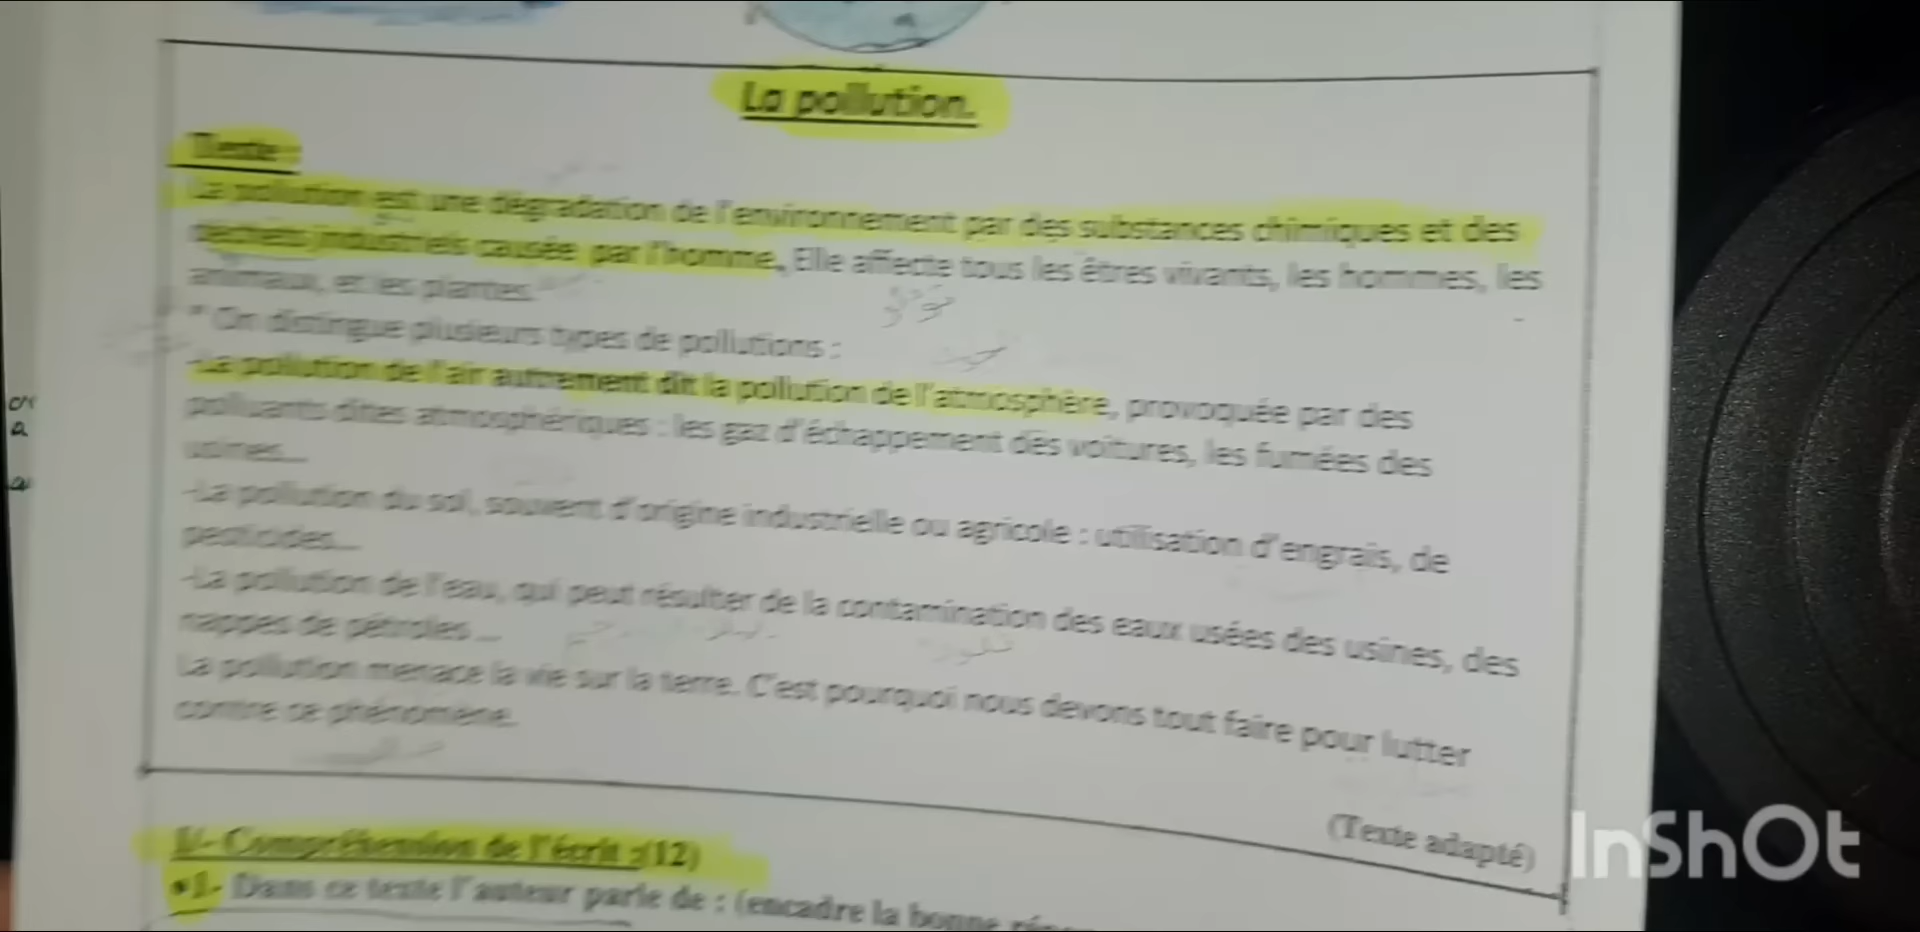 La pollution.
Texte
La pollution est une dégradation de l'environnement par des substances chimiques et des
déchets industriels causée par l'homme, Elle affecte tous les êtres vivants, les hommes, les
animaux, et les plantes.
* On distingue plusieurs types de pollutions :
-La pollution de l'air autrement dit la pollution de l'atmosphère, provoquée par des
polluants dites atmosphériques : les gaz d'échappement des voitures, les fumées des
usines...
-La pollution du sol, souvent d'origine industrielle ou agricole : utilisation d'engrais, de
pesticides...
-La pollution de l'eau, qui peut résulter de la contamination des eaux usées des usines, des
nappes de pétroles ...
La pollution menace la vie sur la terre. C'est pourquoi nous devons tout faire pour lutter
contre ce phénomène.
(Texte adapté)
I/- Compréhension de l'écrit :(12)
*1- Dans ce texte l'auteur parle de : (encadre la bonne
InShOt